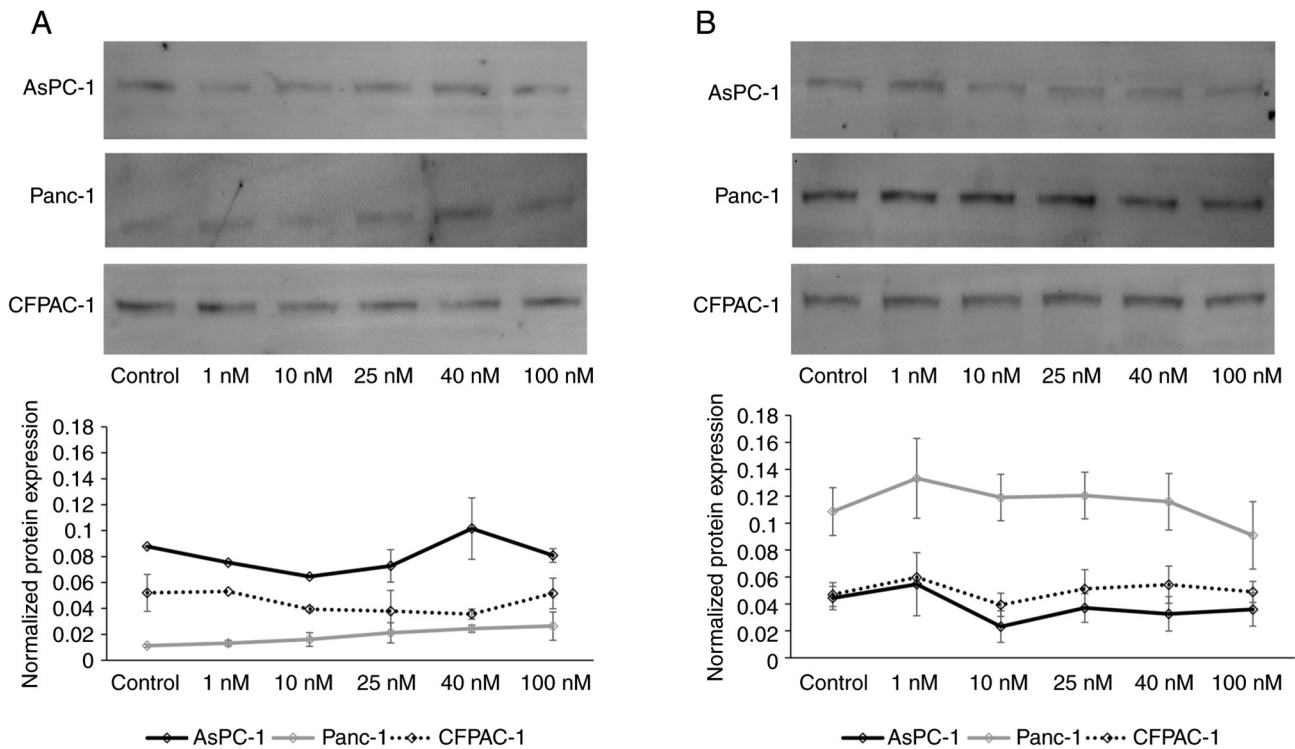 A
AsPC-1
Panc-1
CFPAC-1
Control 1 nM 10 nM 25 nM 40 nM 100 nM
Normalized protein expression
0.18
0.16
0.14
0.12
0.1
0.08
0.06
0.04
0.02
0
Control 1 nM 10 nM 25 nM 40 nM 100 nM
AsPC-1 Panc-1 CFPAC-1
B
AsPC-1
Panc-1
CFPAC-1
Control 1 nM 10 nM 25 nM 40 nM 100 nM
Normalized protein expression
0.18
0.16
0.14
0.12
0.1
0.08
0.06
0.04
0.02
0
Control 1 nM 10 nM 25 nM 40 nM 100 nM
AsPC-1 Panc-1 CFPAC-1